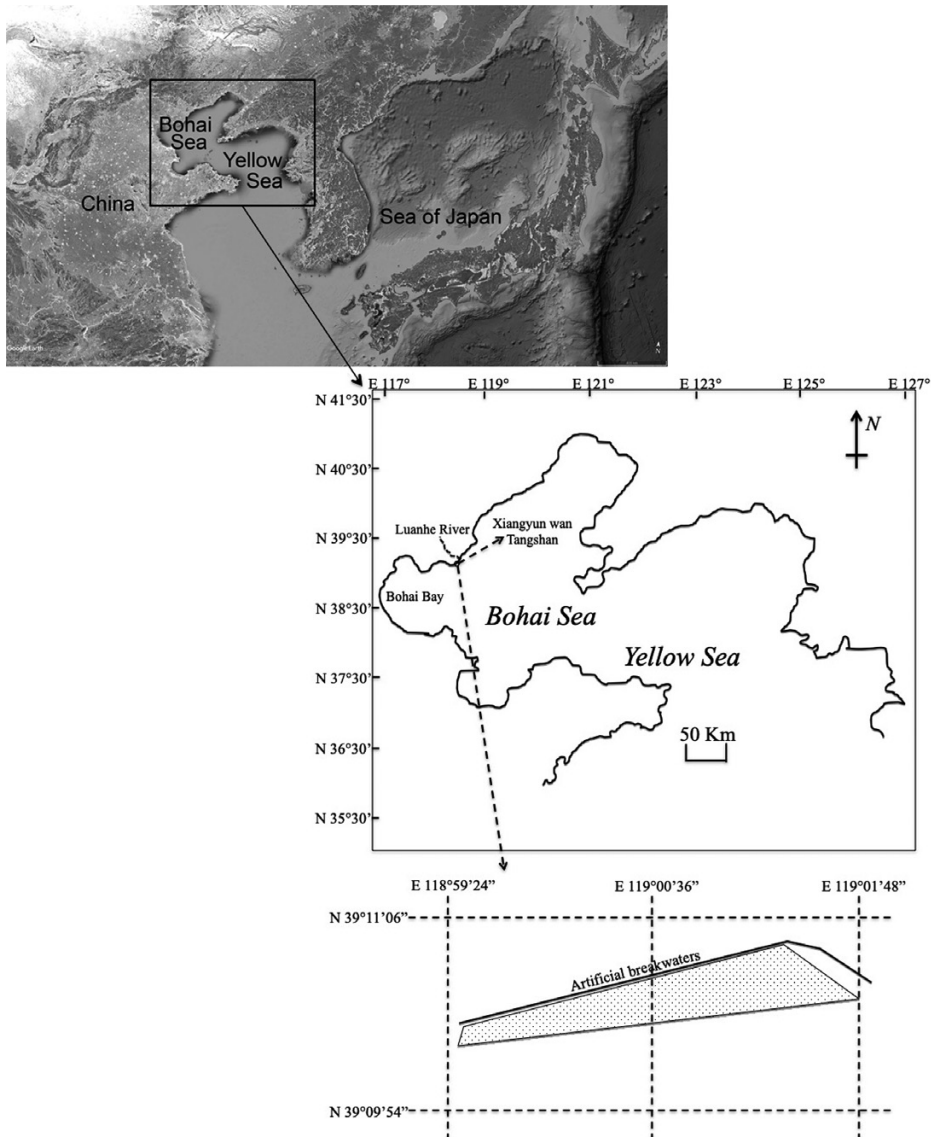 Bohai
Sea
Yellow
Sea
China
Sea of Japan
GoogleEarth
N
E 117° E 119° E 121° E 123° E 125° E 127°
N 41°30’
N
N 40°30’
N 39°30’
Luanhe River
Xiangyun wan
Tangshan
N 38°30’
Bohai Bay
Bohai Sea
Yellow Sea
N 37°30’
50 Km
N 36°30’
N 35°30’
E 118°59’24” E 119°00’36” E 119°01’48”
N 39°11’06”
Artificial breakwaters
N 39°09’54”